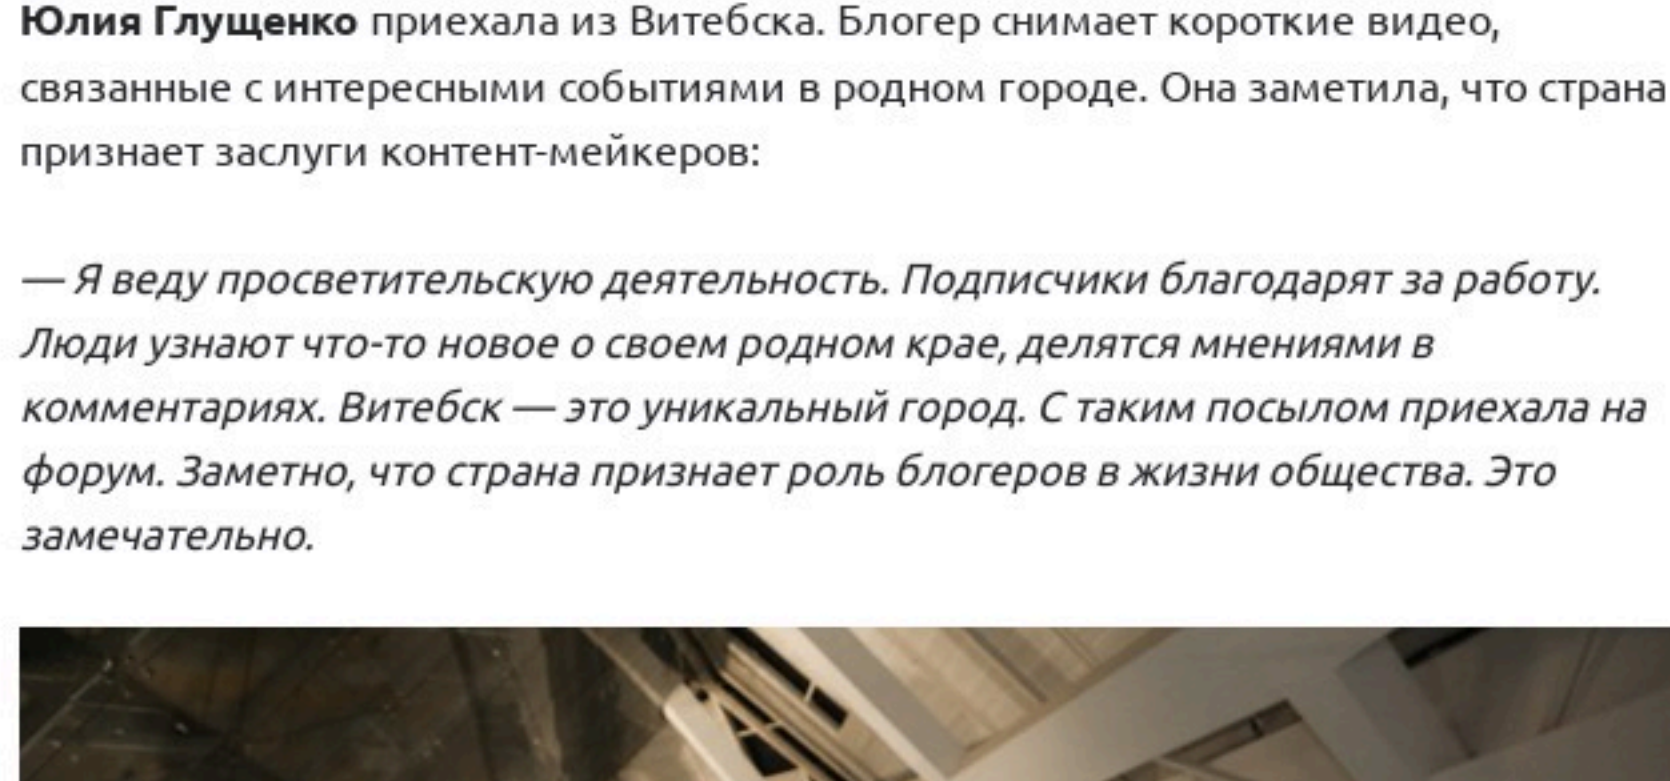 Юлия Глущенко приехала из Витебска. Блогер снимает короткие видео,
связанные с интересными событиями в родном городе. Она заметила, что страна
признает заслуги контент-мейкеров:
— Я веду просветительскую деятельность. Подписчики благодарят за работу.
Люди узнают что-то новое о своем родном крае, делятся мнениями в
комментариях. Витебск — это уникальный город. С таким посылом приехала на
форум. Заметно, что страна признает роль блогеров в жизни общества. Это
замечательно.